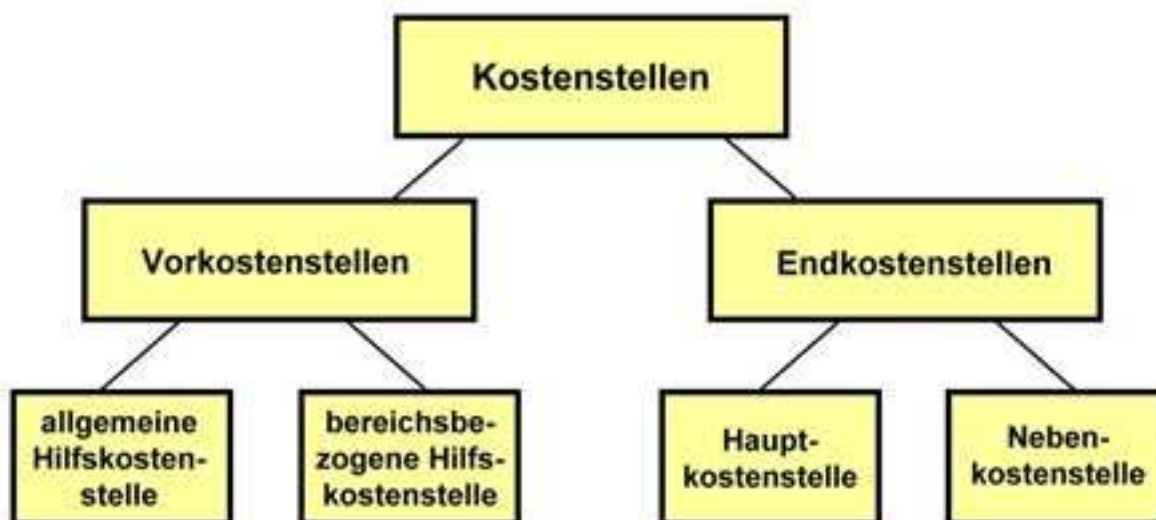 Kostenstellen
Vorkostenstellen
Endkostenstellen
allgemeine
Hilfskosten-
stelle
bereichsbe-
zogene Hilfs-
kostenstelle
Haupt-
kostenstelle
Neben-
kostenstelle